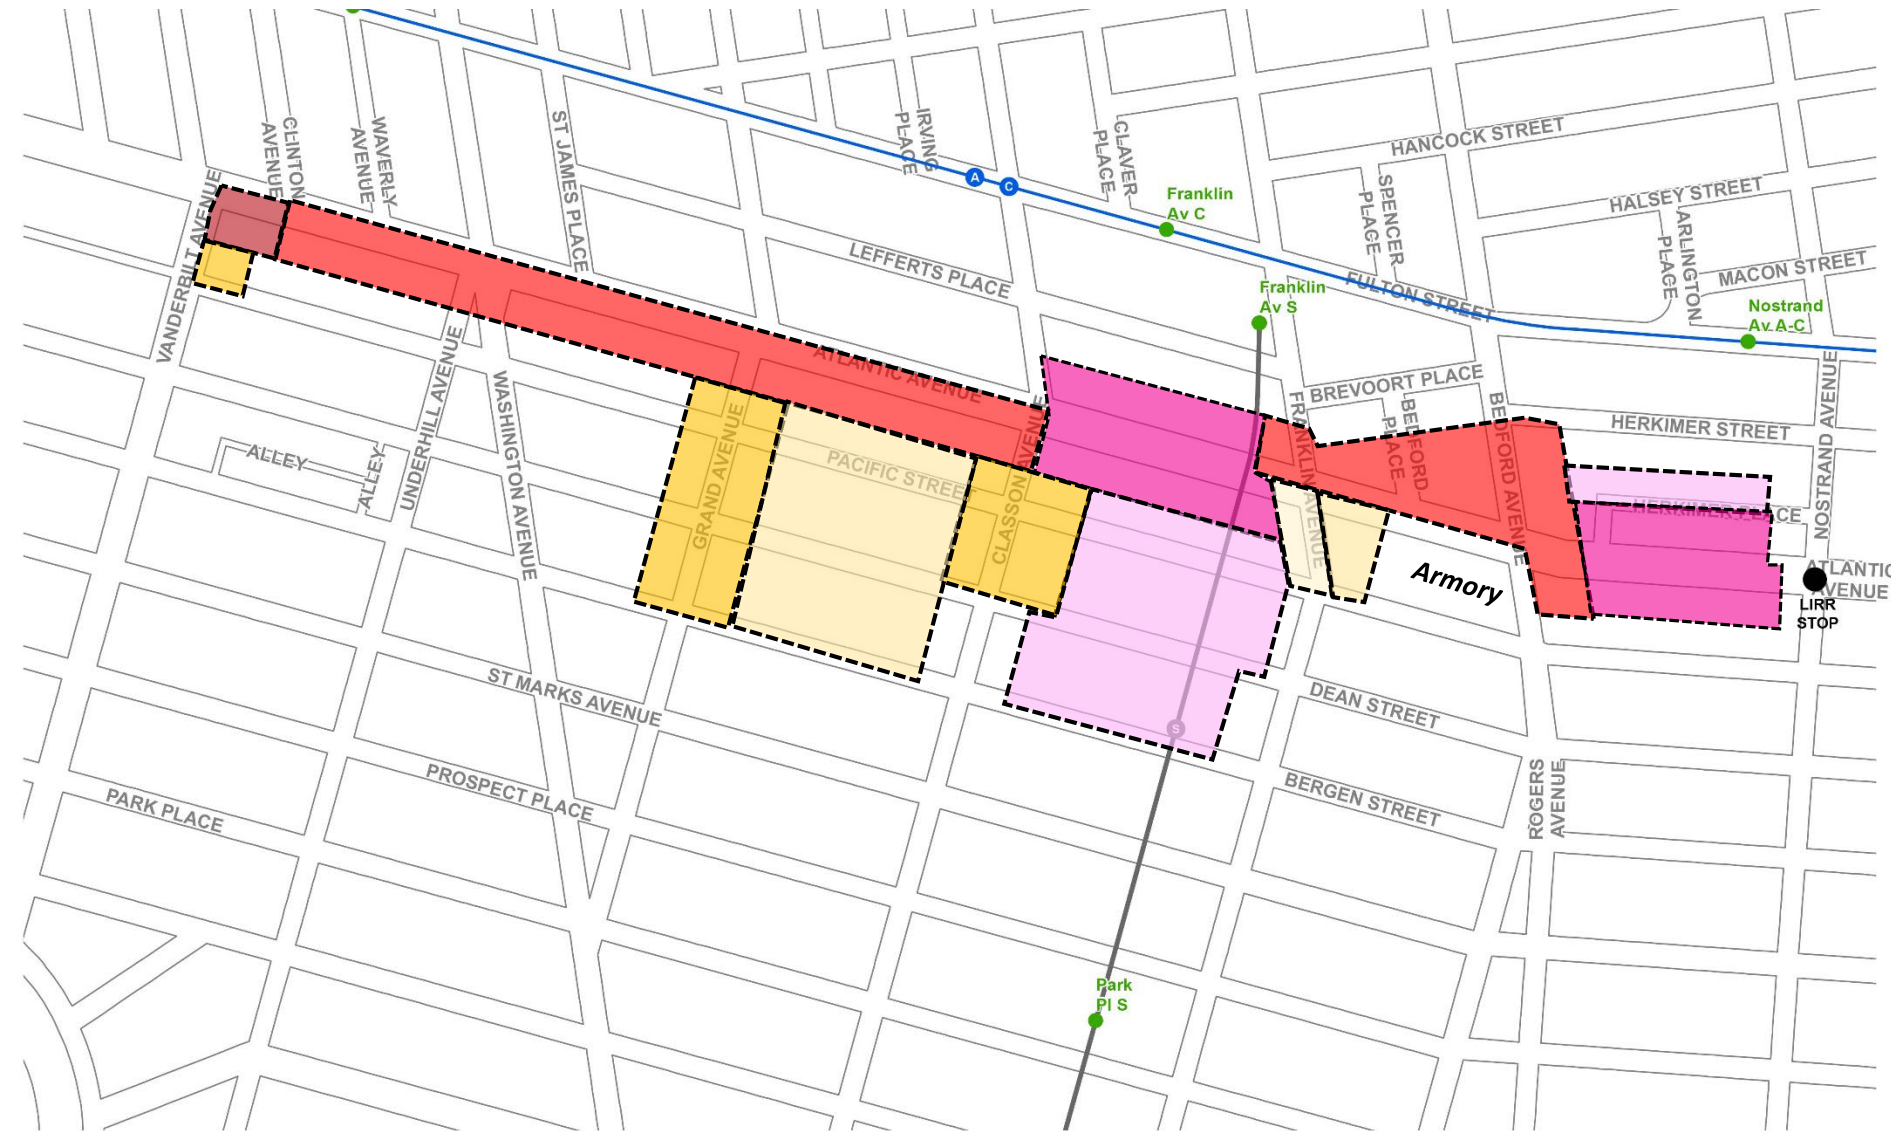 CLINTON
AVENUE
WAVERLY
AVENUE
ST JAMES PLACE
IRVING
PLACE
CLAVER
PLACE
HANCOCK STREET
SPENCER
PLACE
HALSEY STREET
ARLINGTON
PLACE
MACON STREET
VANDERBILT AVENUE
A
C
Franklin
Av C
LEFFERTS PLACE
FULTON STREET
Franklin
Av S
Nostrand
Av A-C
UNDERHILL AVENUE
WASHINGTON AVENUE
ATLANTIC AVENUE
BREVOORT PLACE
FRANKLIN AVENUE
BEDFORD
PLACE
BEDFORD AVENUE
HERKIMER STREET
NOSTRAND AVENUE
ALLEY
ALLEY
GRAND AVENUE
PACIFIC STREET
CLASSON AVENUE
HERKIMER PLACE
Armory
ATLANTIC
AVENUE
LIRR
STOP
ST MARKS AVENUE
DEAN STREET
S
PROSPECT PLACE
PARK PLACE
BERGEN STREET
ROGERS
AVENUE
Park
Pl S